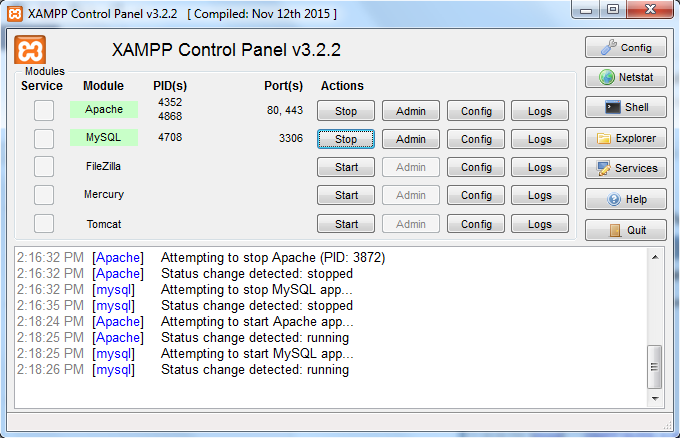 XAMPP Control Panel v3.2.2 [ Compiled: Nov 12th 2015 ]
XAMPP Control Panel v3.2.2
Config
Modules
Service Module PID(s) Port(s) Actions
Netstat
Apache 4352 4868 80, 443 Stop Admin Config Logs
Shell
MySQL 4708 3306 Stop Admin Config Logs
Explorer
FileZilla Start Admin Config Logs
Services
Mercury Start Admin Config Logs
Help
Tomcat Start Admin Config Logs
Quit
2:16:32 PM [Apache] Attempting to stop Apache (PID: 3872)
2:16:32 PM [Apache] Status change detected: stopped
2:16:32 PM [mysql] Attempting to stop MySQL app...
2:16:35 PM [mysql] Status change detected: stopped
2:18:24 PM [Apache] Attempting to start Apache app...
2:18:25 PM [Apache] Status change detected: running
2:18:25 PM [mysql] Attempting to start MySQL app...
2:18:26 PM [mysql] Status change detected: running